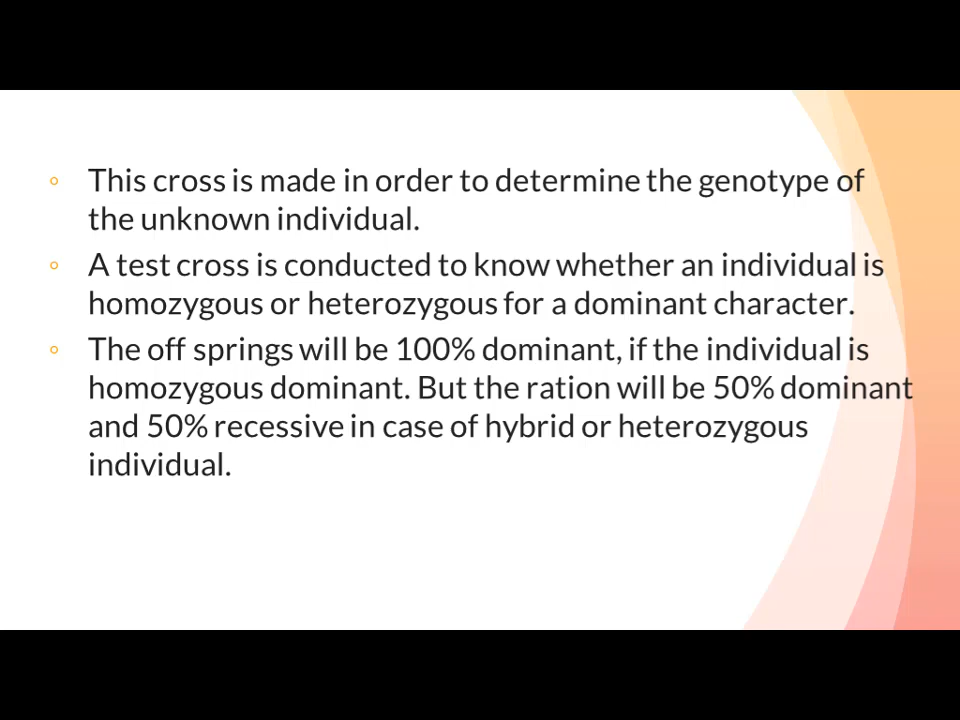 This cross is made in order to determine the genotype of
the unknown individual.
A test cross is conducted to know whether an individual is
homozygous or heterozygous for a dominant character.
The off springs will be 100% dominant, if the individual is
homozygous dominant. But the ration will be 50% dominant
and 50% recessive in case of hybrid or heterozygous
individual.